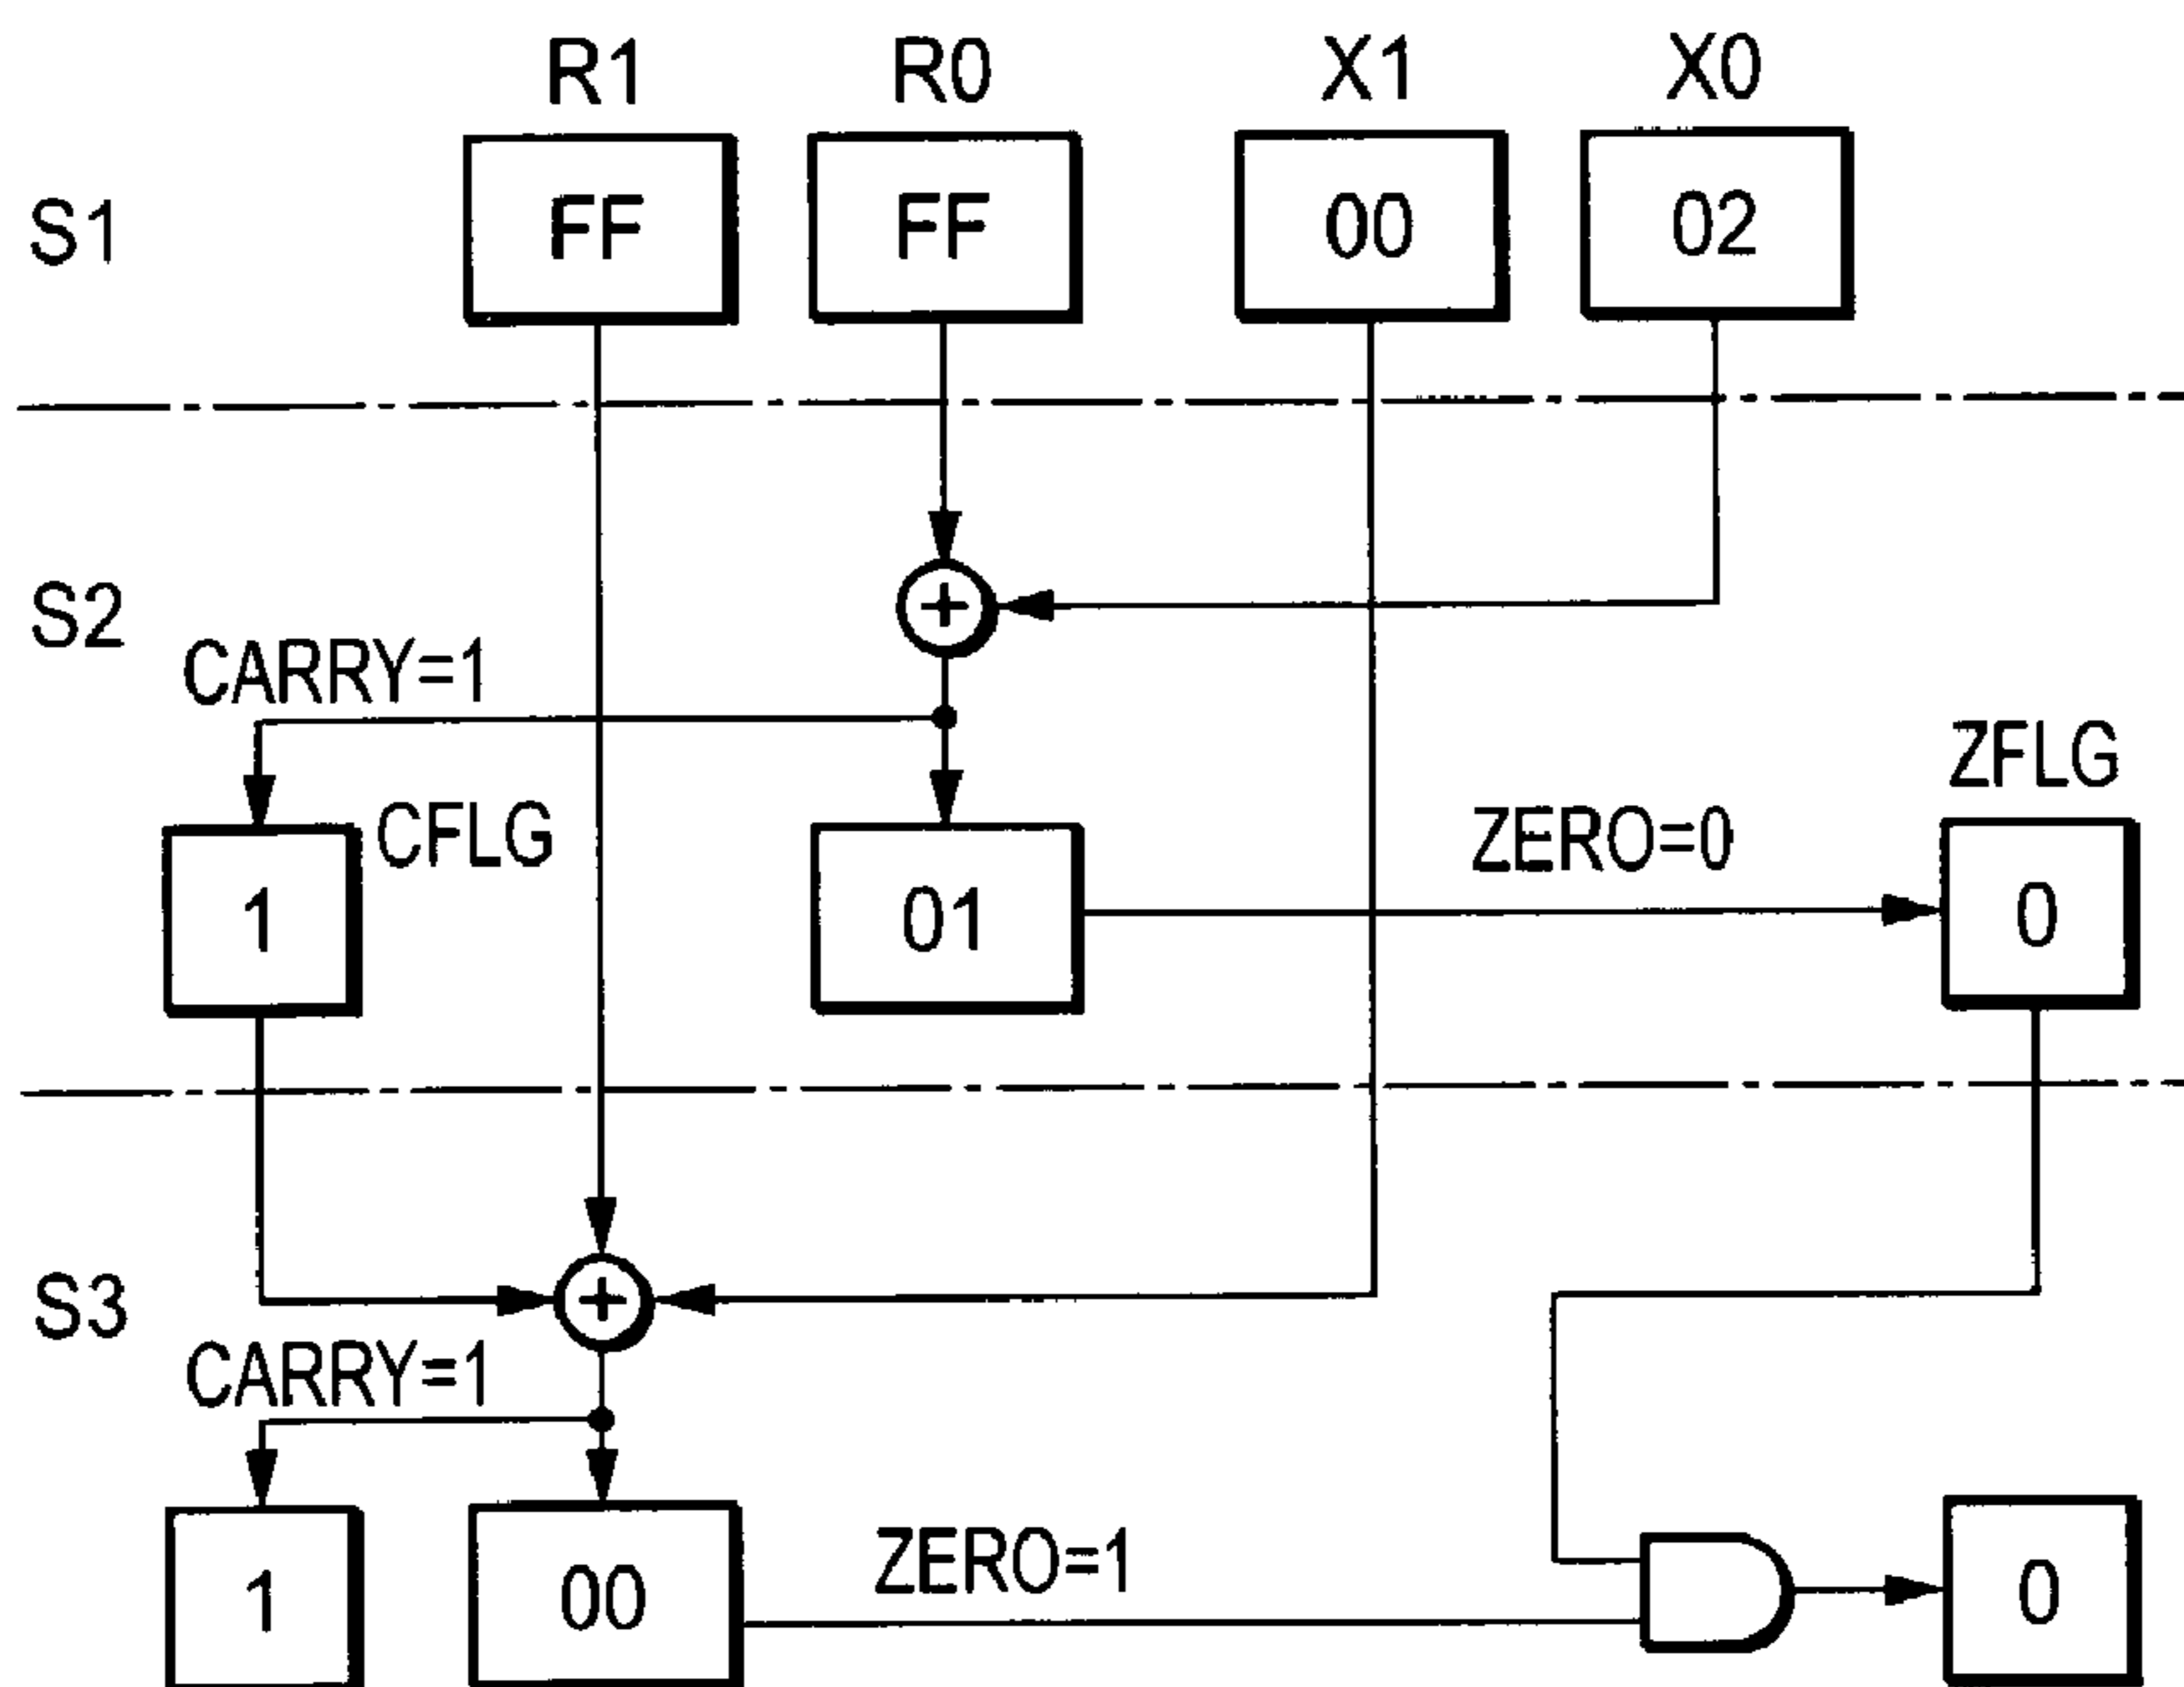 R1 R0 X1 X0
S1 FF FF 00 02
+
S2
CARRY=1
ZFLG
CFLG ZERO=0
1 01 0
+
S3
CARRY=1
ZERO=1
1 00 0